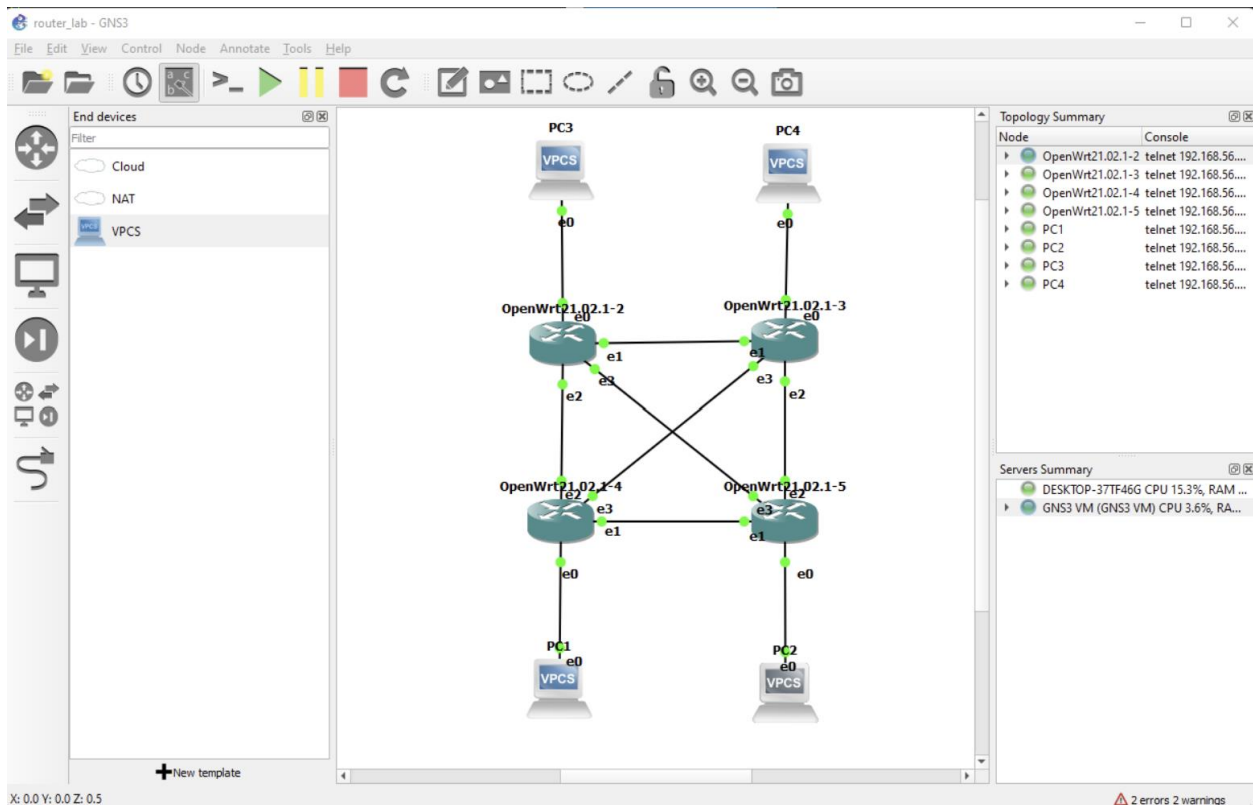 router_lab - GNS3
File Edit View Control Node Annotate Tools Help
End devices
Filter
Cloud
NAT
VPCS
New template
PC3
VPCS
e0
PC4
VPCS
e0
OpenWrt21.02.1-2
e0
e1
e3
e2
OpenWrt21.02.1-3
e0
e1
e3
e2
OpenWrt21.02.1-4
e2
e3
e1
e0
OpenWrt21.02.1-5
e2
e3
e1
e0
PC1
e0
VPCS
PC2
e0
VPCS
Topology Summary
Node Console
OpenWrt21.02.1-2 telnet 192.168.56....
OpenWrt21.02.1-3 telnet 192.168.56....
OpenWrt21.02.1-4 telnet 192.168.56....
OpenWrt21.02.1-5 telnet 192.168.56....
PC1 telnet 192.168.56....
PC2 telnet 192.168.56....
PC3 telnet 192.168.56....
PC4 telnet 192.168.56....
Servers Summary
DESKTOP-37TF46G CPU 15.3%, RAM ...
GNS3 VM (GNS3 VM) CPU 3.6%, RA...
X: 0.0 Y: 0.0 Z: 0.5
2 errors 2 warnings